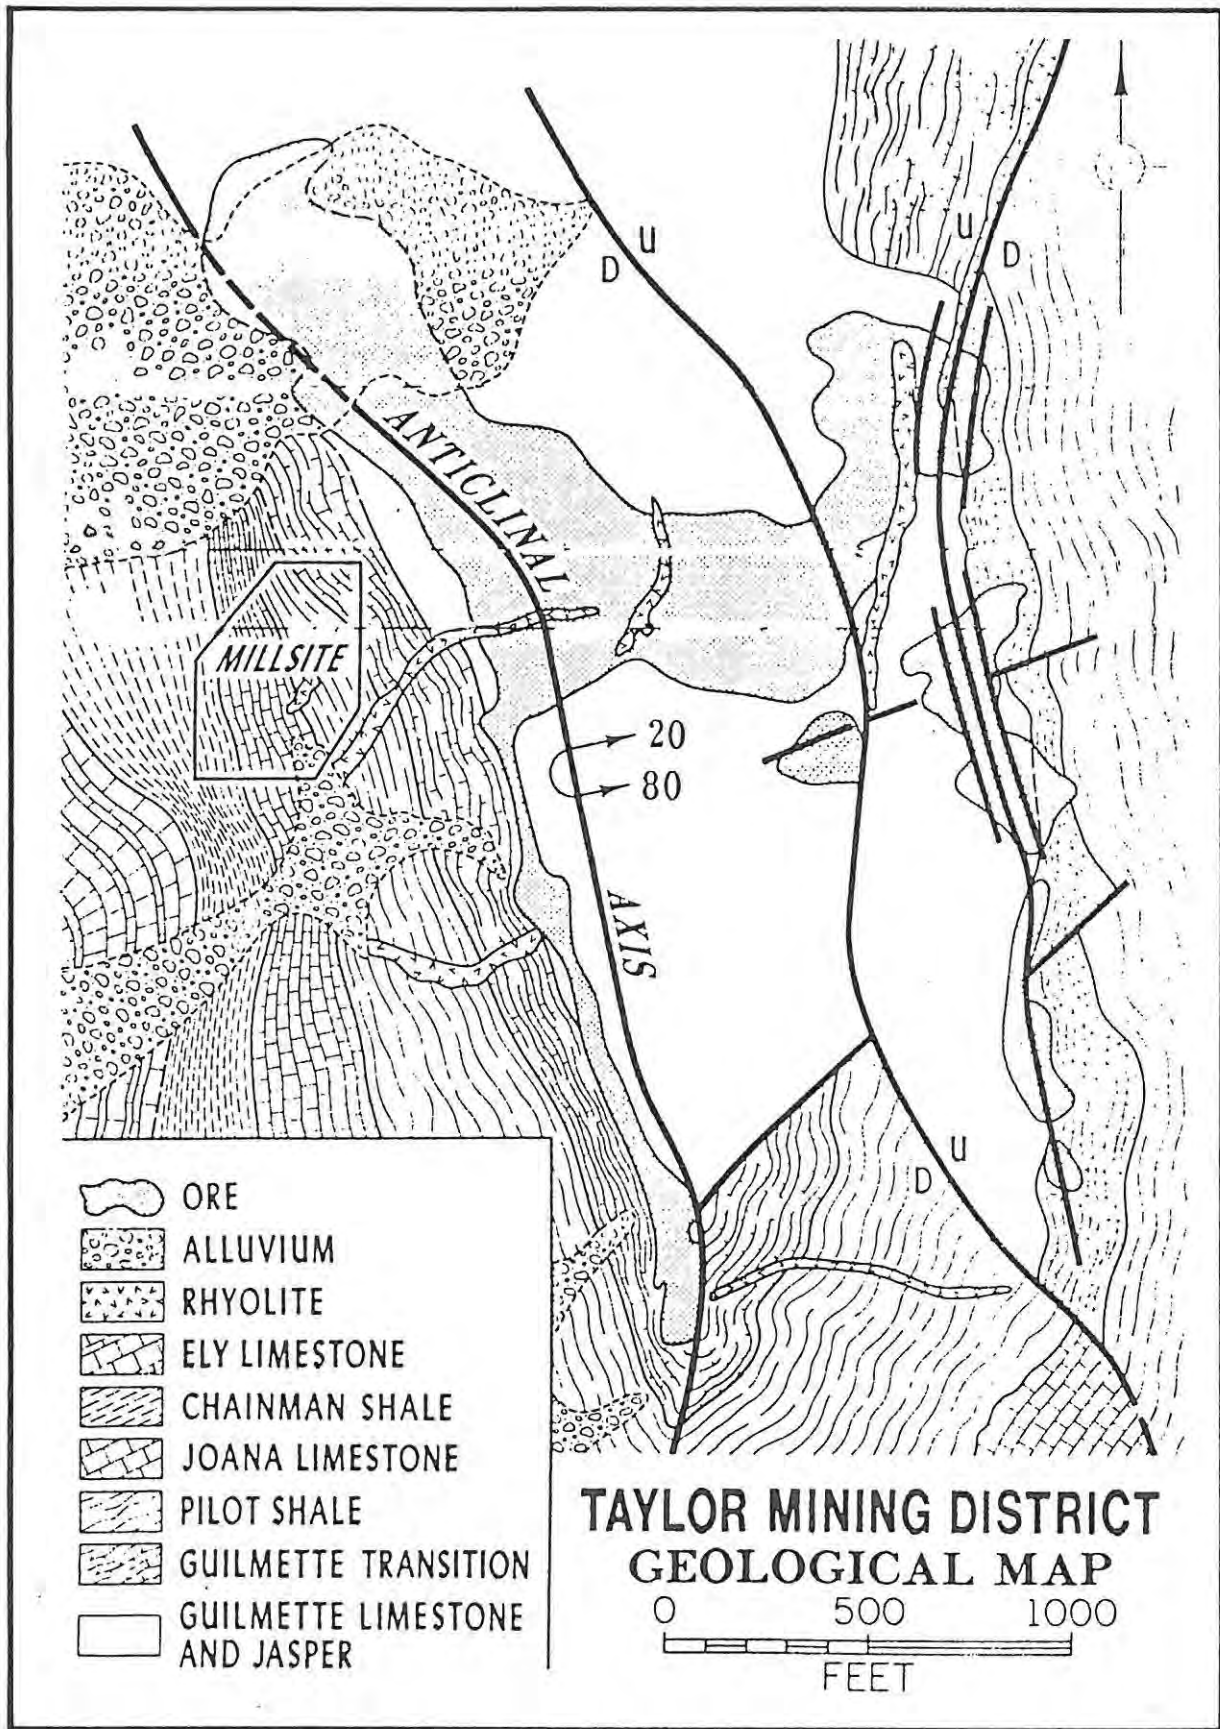 U
D
U
D
ANTICLINAL
MILLSITE
20
80
AXIS
U
D
ORE
ALLUVIUM
RHYOLITE
ELY LIMESTONE
CHAINMAN SHALE
JOANA LIMESTONE
PILOT SHALE
GUILMETTE TRANSITION
GUILMETTE LIMESTONE
AND JASPER
TAYLOR MINING DISTRICT
GEOLOGICAL MAP
0 500 1000
FEET